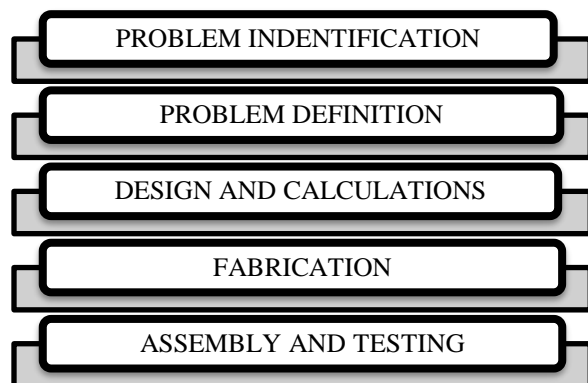 PROBLEM INDENTIFICATION
PROBLEM DEFINITION
DESIGN AND CALCULATIONS
FABRICATION
ASSEMBLY AND TESTING